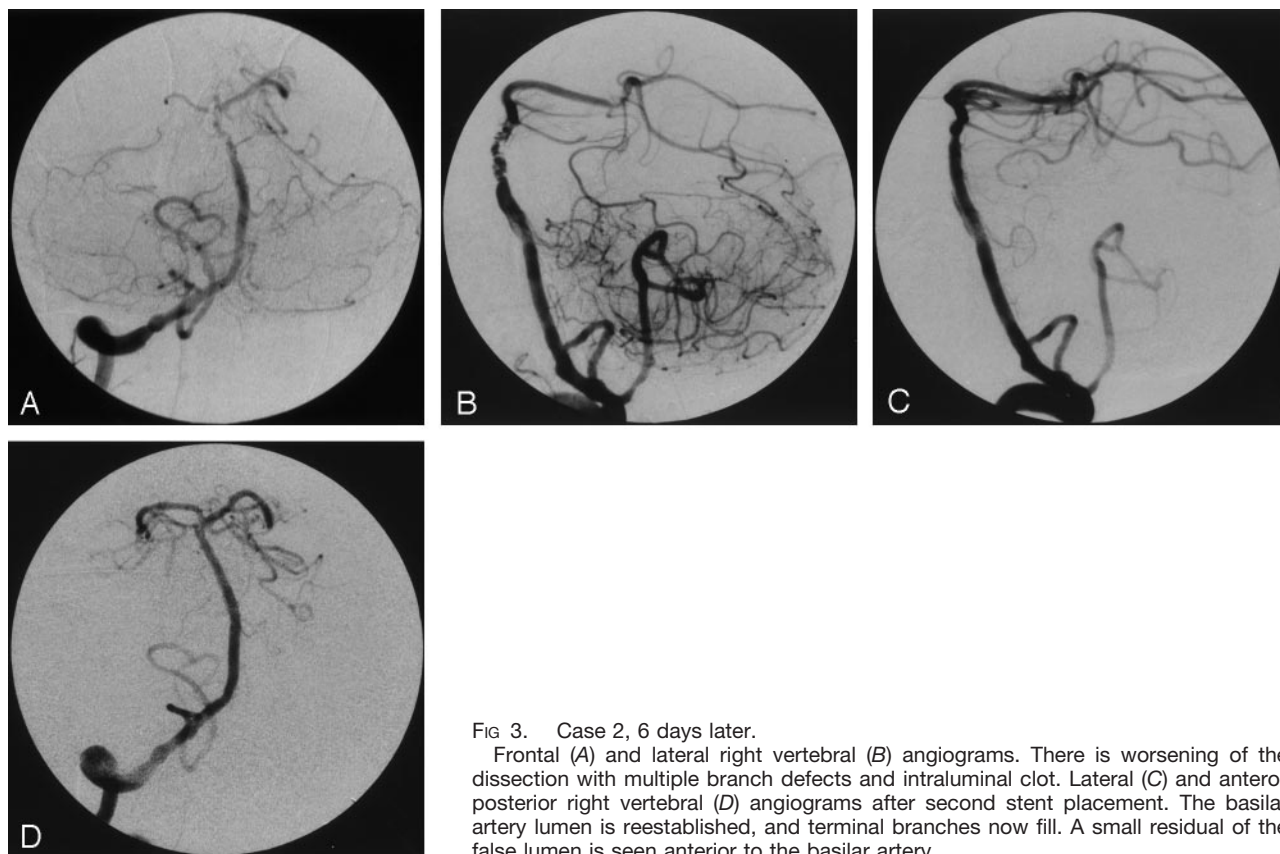 A
B
C
D
FIG 3. Case 2, 6 days later.
Frontal (A) and lateral right vertebral (B) angiograms. There is worsening of the
dissection with multiple branch defects and intraluminal clot. Lateral (C) and antero-
posterior right vertebral (D) angiograms after second stent placement. The basilar
artery lumen is reestablished, and terminal branches now fill. A small residual of the
false lumen is seen anterior to the basilar artery.